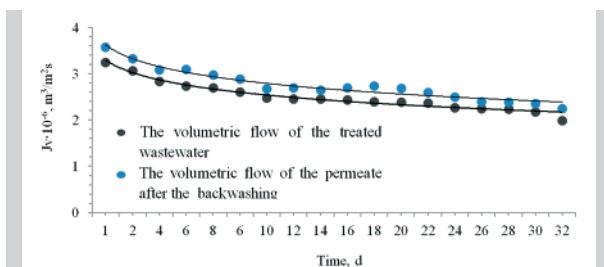 4
3
2
1
0
Jv·10⁻⁶, m³/m²s
The volumetric flow of the treated
wastewater
The volumetric flow of the permeate
after the backwashing
1 2 4 6 8 6 10 12 14 16 18 20 22 24 26 28 30 32
Time, d